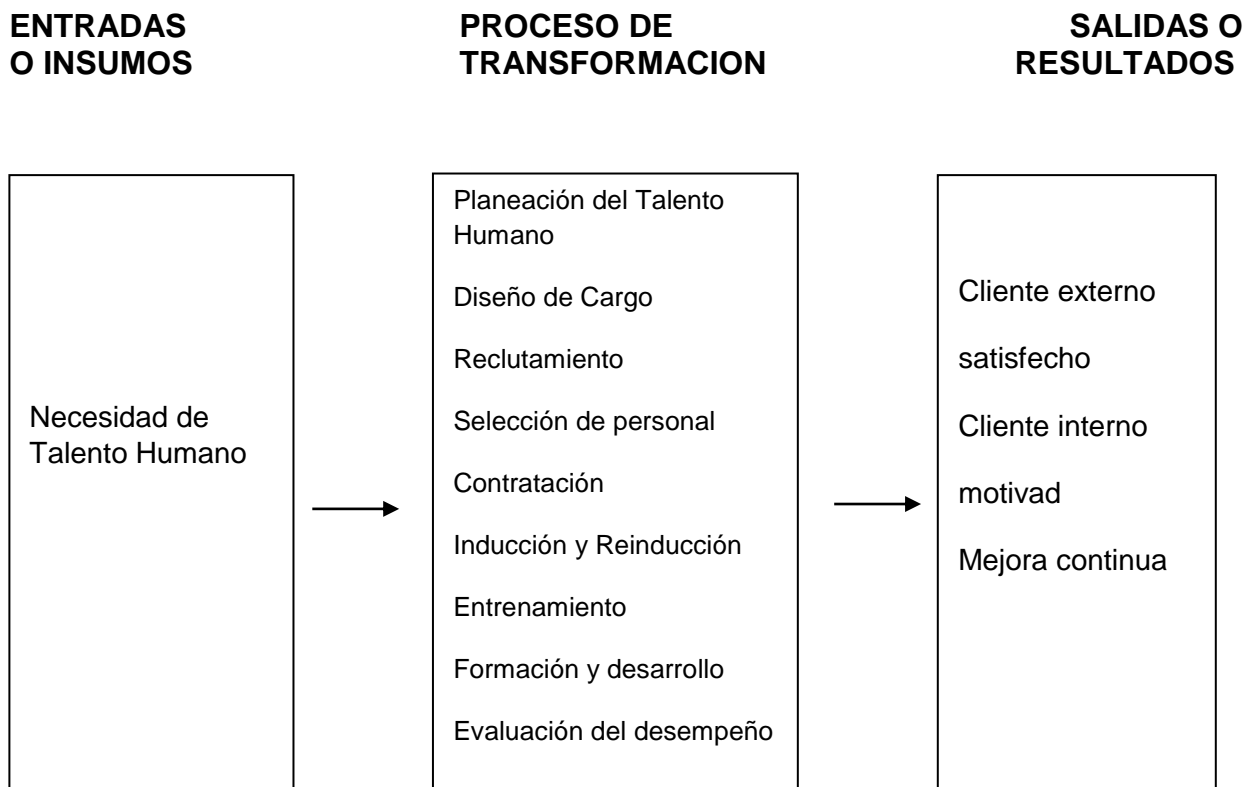 ENTRADAS
O INSUMOS
PROCESO DE
TRANSFORMACION
SALIDAS O
RESULTADOS
Necesidad de
Talento Humano
Planeación del Talento
Humano
Diseño de Cargo
Reclutamiento
Selección de personal
Contratación
Inducción y Reinducción
Entrenamiento
Formación y desarrollo
Evaluación del desempeño
Cliente externo
satisfecho
Cliente interno
motivad
Mejora continua